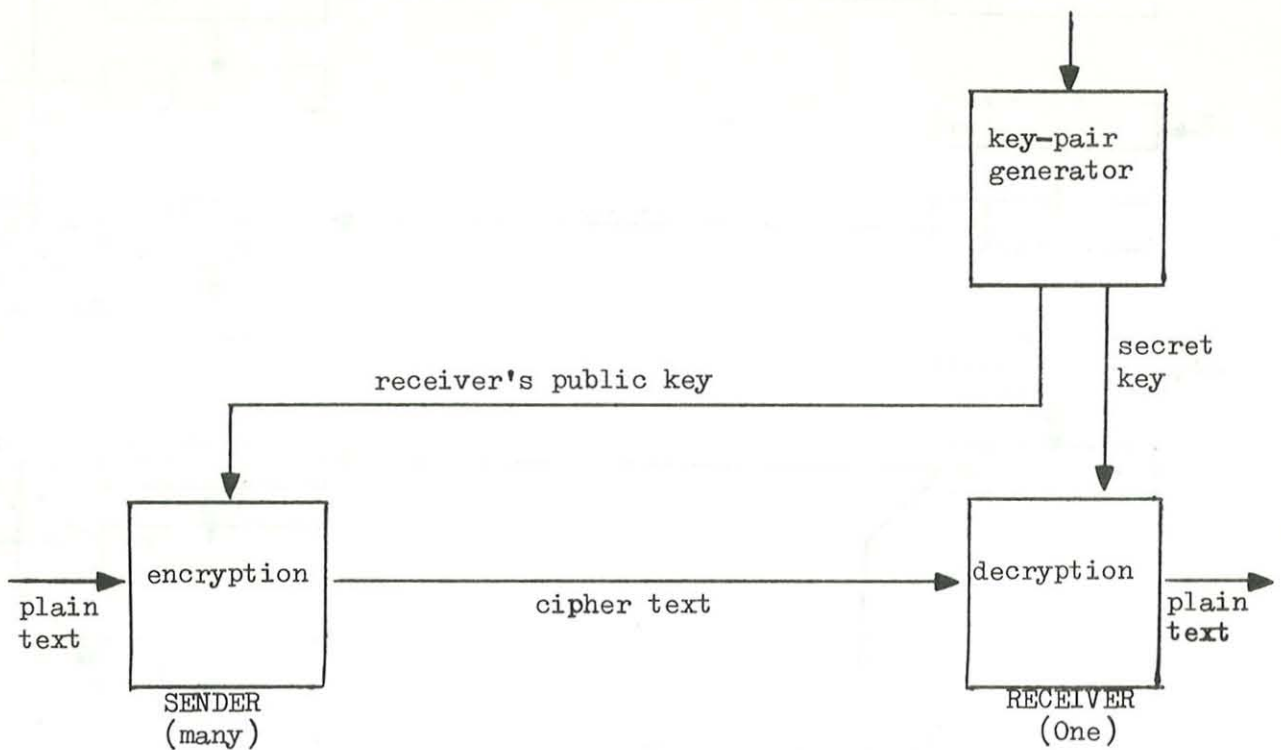 key-pair
generator
secret
key
receiver's public key
encryption
decryption
plain
text
cipher text
plain
text
SENDER
(many)
RECEIVER
(One)